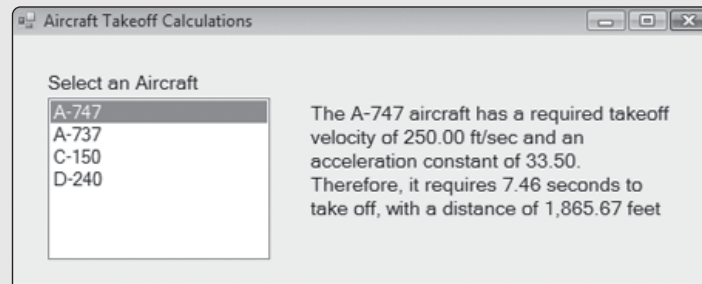 Aircraft Takeoff Calculations
Select an Aircraft
A-747
A-737
C-150
D-240
The A-747 aircraft has a required takeoff
velocity of 250.00 ft/sec and an
acceleration constant of 33.50.
Therefore, it requires 7.46 seconds to
take off, with a distance of 1,865.67 feet